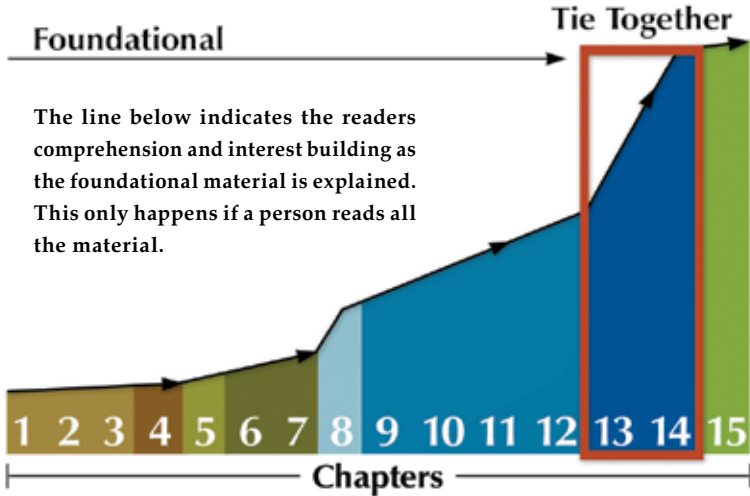 Tie Together
Foundational
The line below indicates the readers
comprehension and interest building as
the foundational material is explained.
This only happens if a person reads all
the material.
1 2 3 4 5 6 7 8 9 10 11 12 13 14 15
Chapters